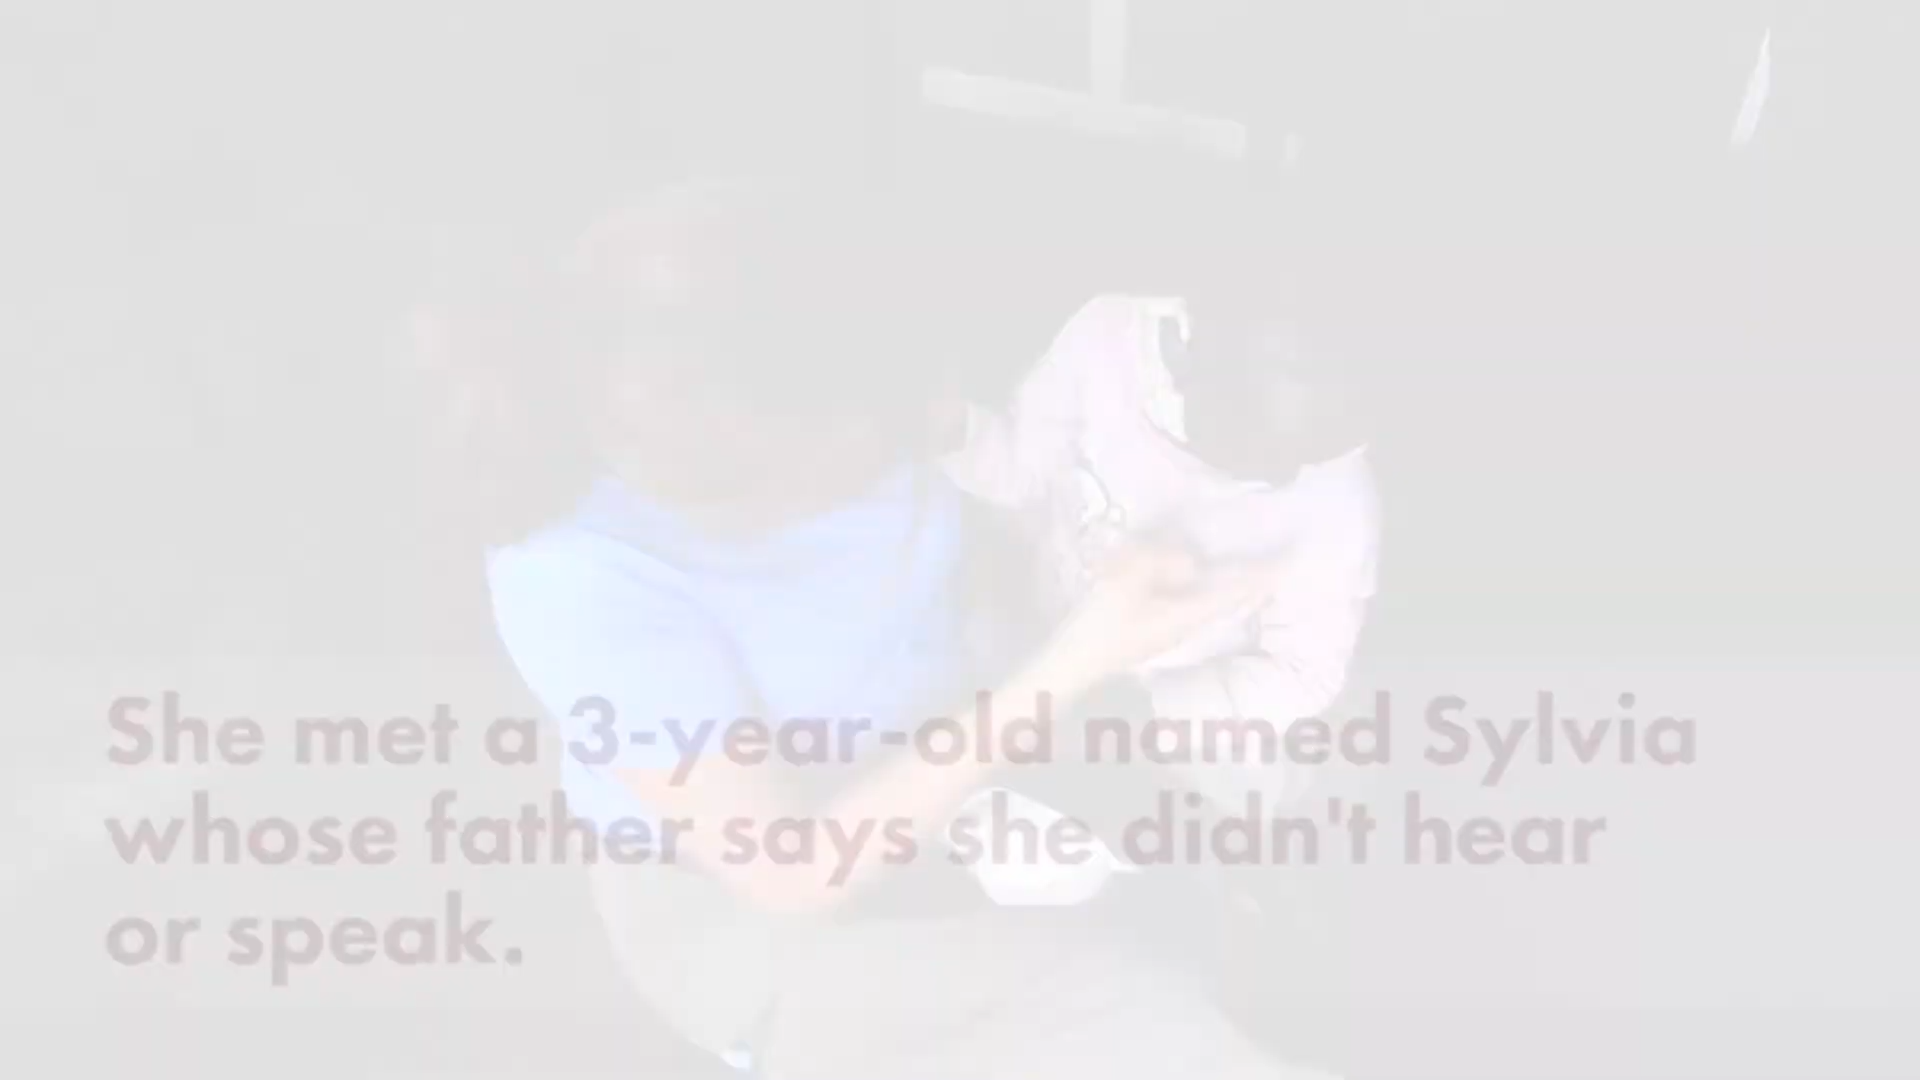 She met a 3-year-old named Sylvia
whose father says she didn't hear
or speak.